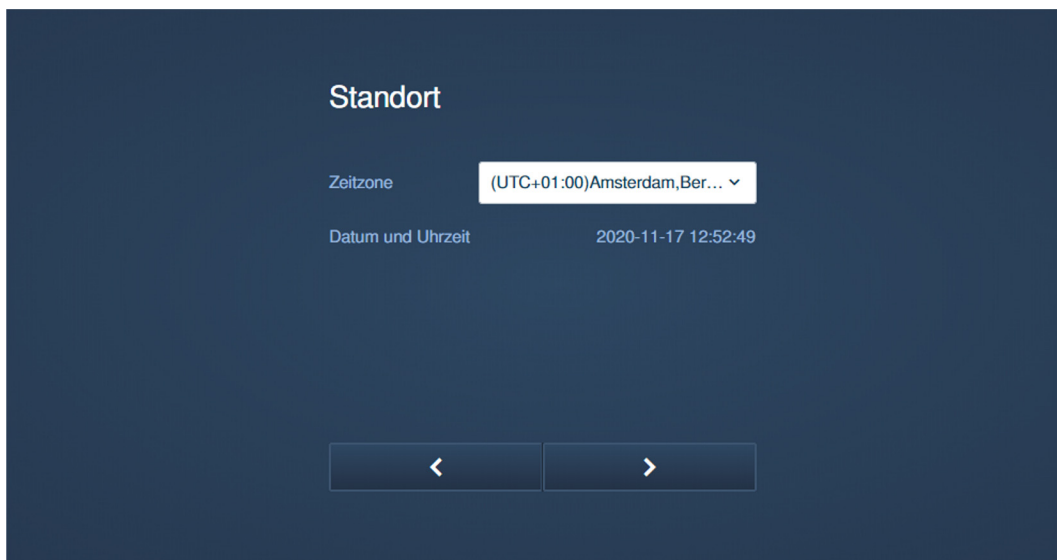 Standort
Zeitzone (UTC+01:00)Amsterdam,Ber...
Datum und Uhrzeit 2020-11-17 12:52:49